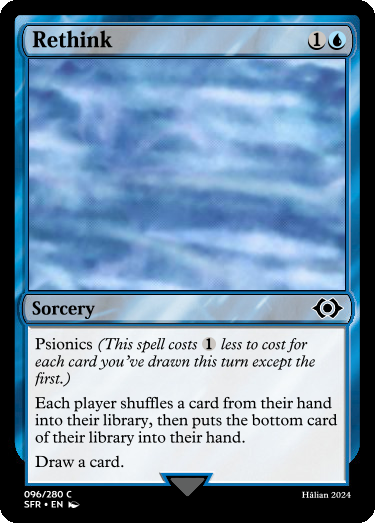 Rethink 1
Sorcery
Psionics (This spell costs 1 less to cost for
each card you've drawn this turn except the
first.)
Each player shuffles a card from their hand
into their library, then puts the bottom card
of their library into their hand.
Draw a card.
096/280 C
SFR • EN Hālian 2024